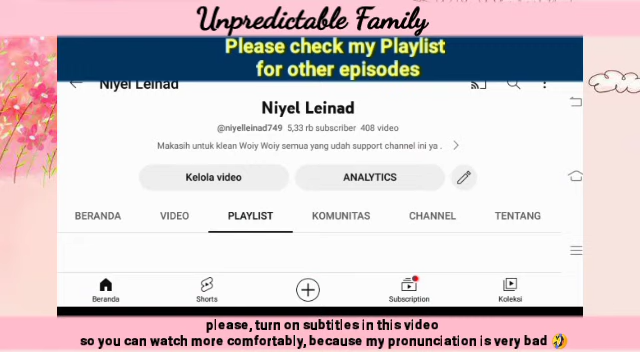 Unpredictable Family
Please check my Playlist
for other episodes
Niyel Leinad
Niyel Leinad
@niyelleinad749 5,33 rb subscriber 408 video
Makasih untuk klean Woiy Woiy semua yang udah support channel ini ya .
Kelola video ANALYTICS
BERANDA VIDEO PLAYLIST KOMUNITAS CHANNEL TENTANG
Beranda Shorts Subscription Koleksi
please, turn on subtitles in this video
so you can watch more comfortably, because my pronunciation is very bad 🤣